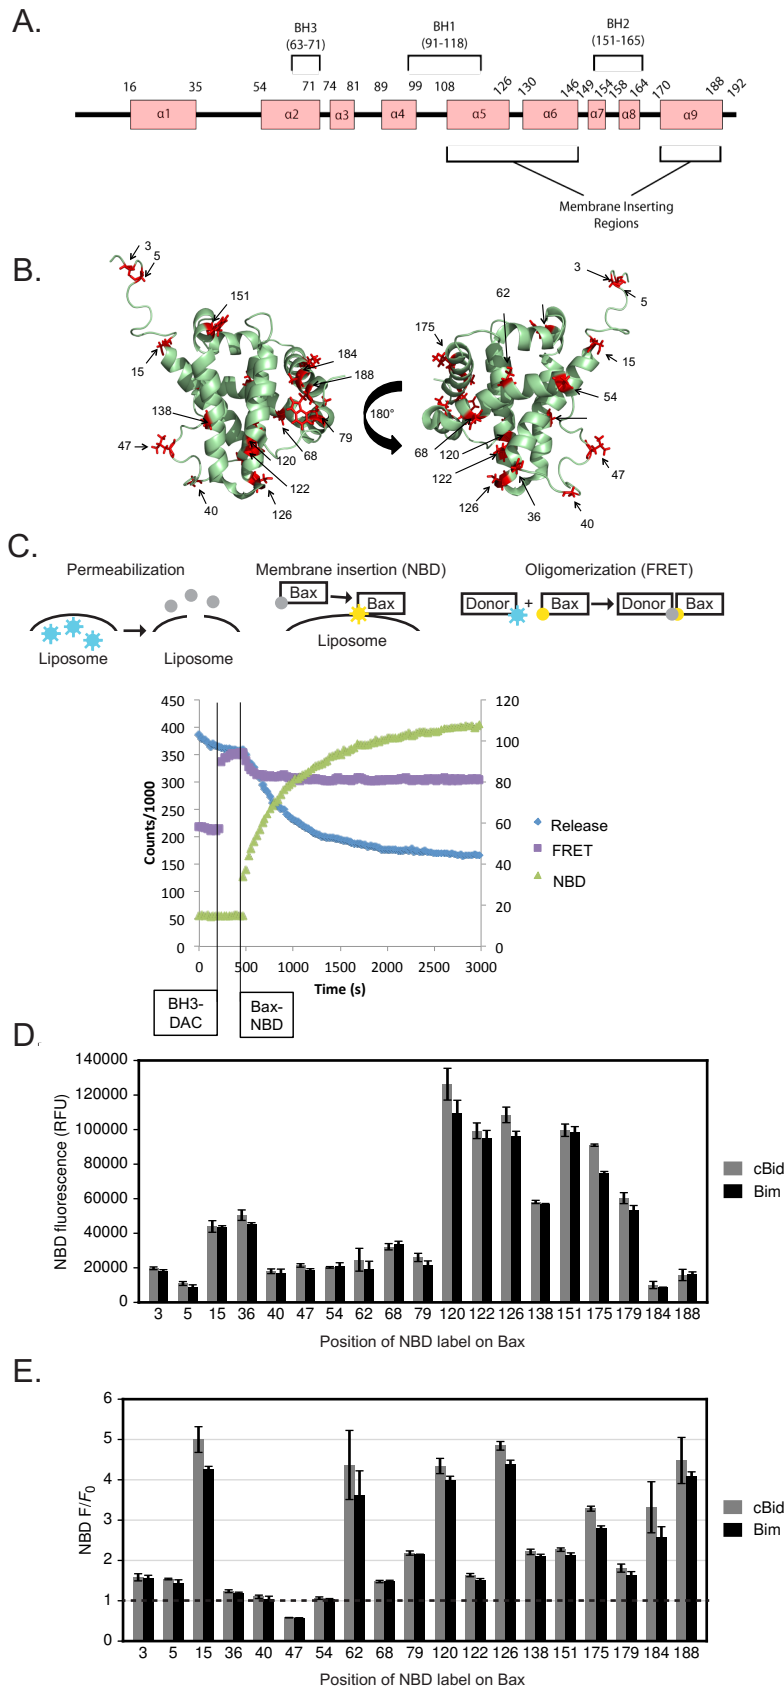 A.
BH3
(63-71)
BH1
(91-118)
BH2
(151-165)
16 35 54 71 74 81 89 99 108 126 130 146 149 154 158 164 170 188 192
α1 α2 α3 α4 α5 α6 α7 α8 α9
Membrane Inserting
Regions
B.
3
5
151
15
184
188
138
47
79
68
120
122
40
126
180°
3
5
62
175
15
54
68
120
47
122
126
36
40
C.
Permeabilization
Membrane insertion (NBD)
Oligomerization (FRET)
Bax
Bax
Donor + Bax
Donor Bax
Liposome
Liposome
Liposome
450
400
350
300
250
200
150
100
50
0
Counts/1000
120
100
80
60
40
20
0
Release
FRET
NBD
0 500 1000 1500 2000 2500 3000
Time (s)
BH3-
DAC
Bax-
NBD
D.
140000
120000
100000
80000
60000
40000
20000
0
NBD fluorescence (RFU)
cBid
Bim
3 5 15 36 40 47 54 62 68 79 120 122 126 138 151 175 179 184 188
Position of NBD label on Bax
E.
6
5
4
3
2
1
0
NBD F/F0
cBid
Bim
3 5 15 36 40 47 54 62 68 79 120 122 126 138 151 175 179 184 188
Position of NBD label on Bax